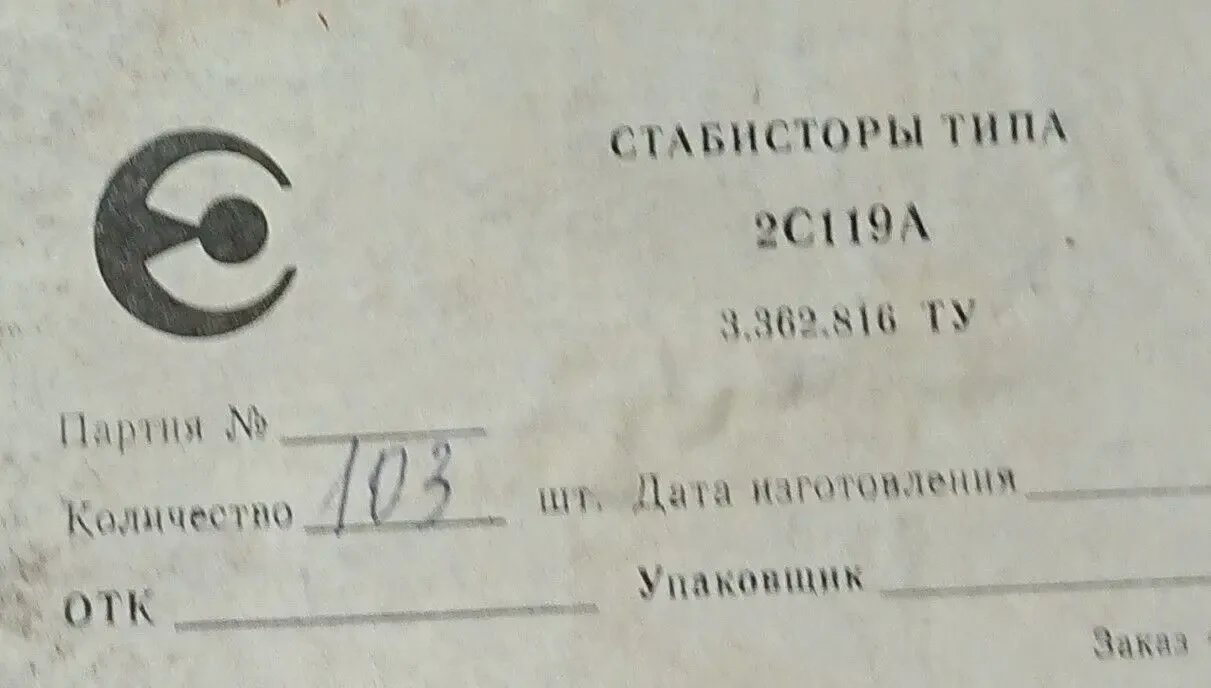 СТАБИСТОРЫ ТИПА
2С119А
3.362.816 ТУ
Партия №
Количество 103 шт. Дата изготовления
ОТК Упаковщик
Заказ